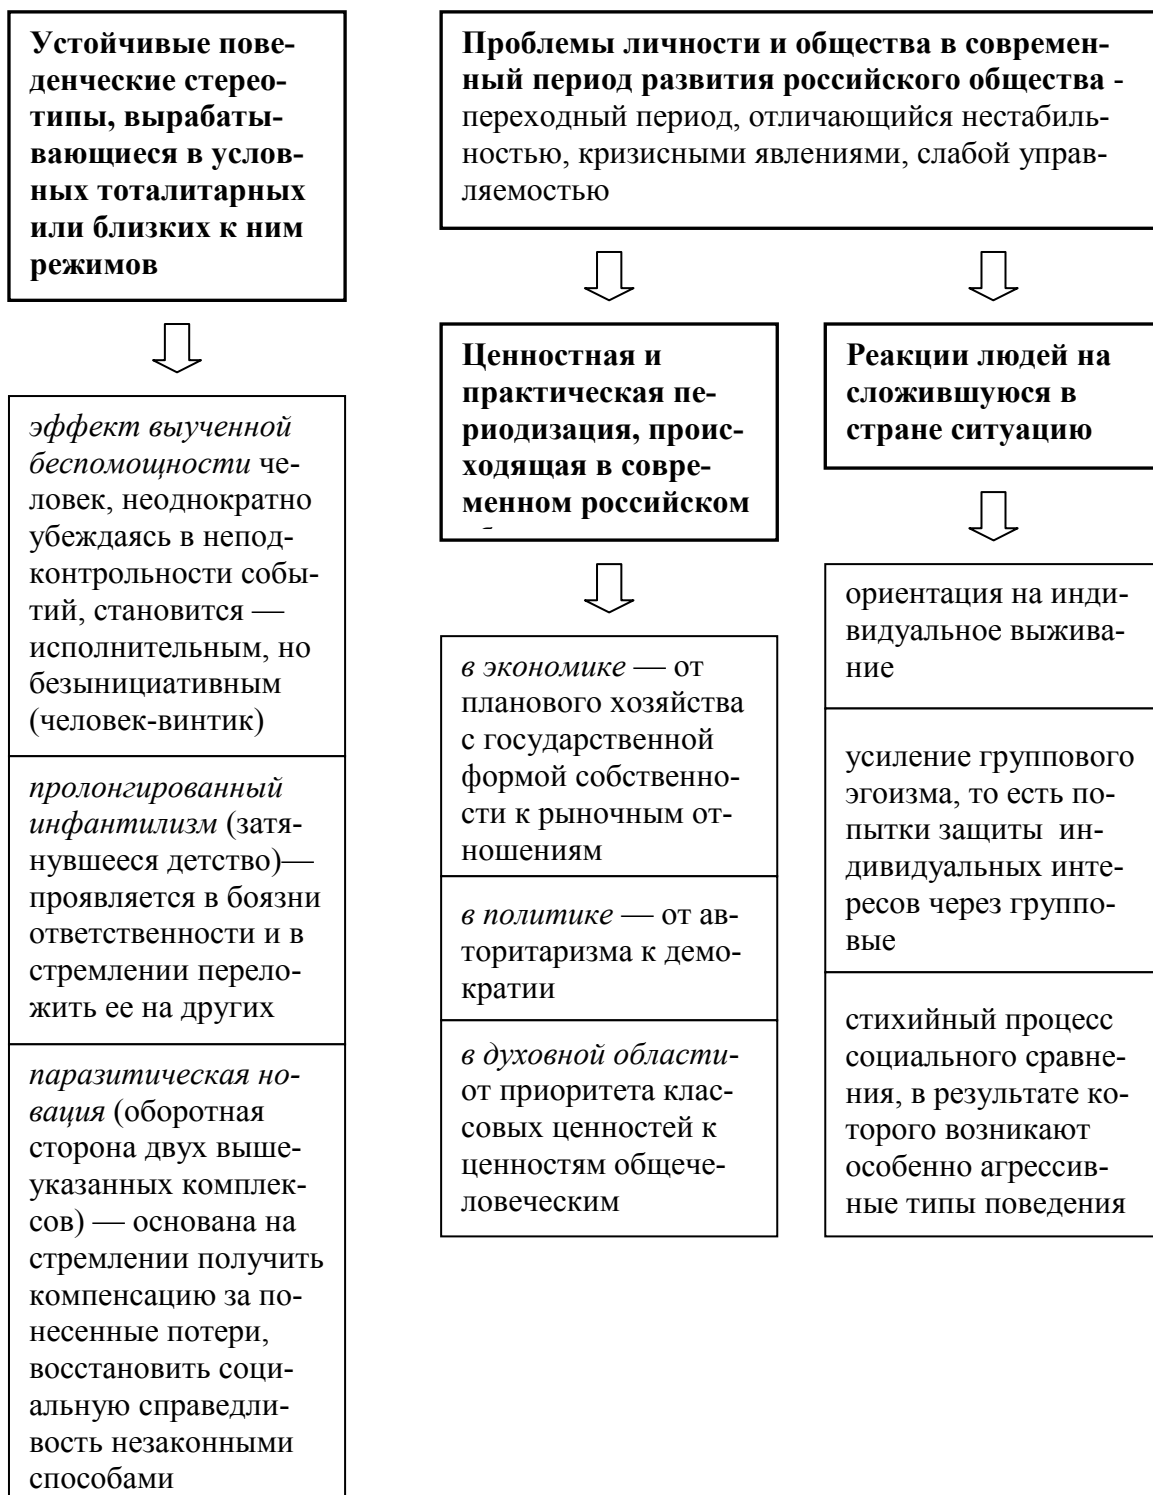 Устойчивые пове-
денческие стерео-
типы, вырабаты-
вающиеся в услов-
ных тоталитарных
или близких к ним
режимов
эффект выученной
беспомощности че-
ловек, неоднократно
убеждаясь в непод-
контрольности собы-
тий, становится —
исполнительным, но
безынициативным
(человек-винтик)
пролонгированный
инфантилизм (затя-
нувшееся детство)—
проявляется в боязни
ответственности и в
стремлении перело-
жить ее на других
паразитическая но-
вация (оборотная
сторона двух выше-
указанных комплек-
сов) — основана на
стремлении получить
компенсацию за по-
несенные потери,
восстановить соци-
альную справедли-
вость незаконными
способами
Проблемы личности и общества в современ-
ный период развития российского общества -
переходный период, отличающийся нестабиль-
ностью, кризисными явлениями, слабой управ-
ляемостью
Ценностная и
практическая пе-
риодизация, проис-
ходящая в совре-
менном российском
в экономике — от
планового хозяйства
с государственной
формой собственно-
сти к рыночным от-
ношениям
в политике — от ав-
торитаризма к демо-
кратии
в духовной области-
от приоритета клас-
совых ценностей к
ценностям общече-
ловеческим
Реакции людей на
сложившуюся в
стране ситуацию
ориентация на инди-
видуальное выжива-
ние
усиление группового
эгоизма, то есть по-
пытки защиты ин-
дивидуальных инте-
ресов через группо-
вые
стихийный процесс
социального сравне-
ния, в результате ко-
торого возникают
особенно агрессив-
ные типы поведения